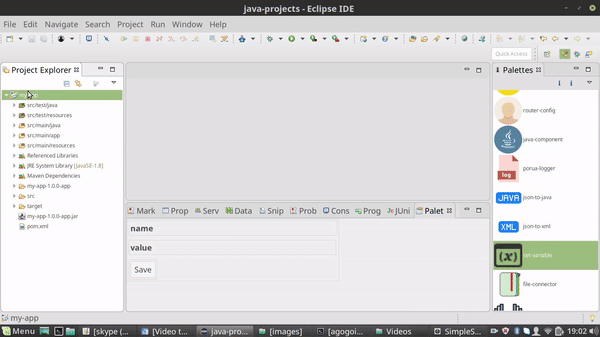 java-projects - Eclipse IDE
File Edit Navigate Search Project Run Window Help
Quick Access
Project Explorer
src/test/java
src/test/resources
src/main/java
src/main/app
src/main/resources
Referenced Libraries
JRE System Library [JavaSE-1.8]
Maven Dependencies
my-app-1.0.0-app
src
target
my-app-1.0.0-app.jar
pom.xml
Mark Prop Serv Data Snip Prob Cons Prog JUni Palet
name
value
Save
Palettes
router-config
java-component
log
porua-logger
JAVA
json-to-java
XML
json-to-xml
(x)
set-variable
file-connector
my-app
Menu [skype (... [Video t... java-pro... [images] [agogoi... Videos SimpleS... 19:02